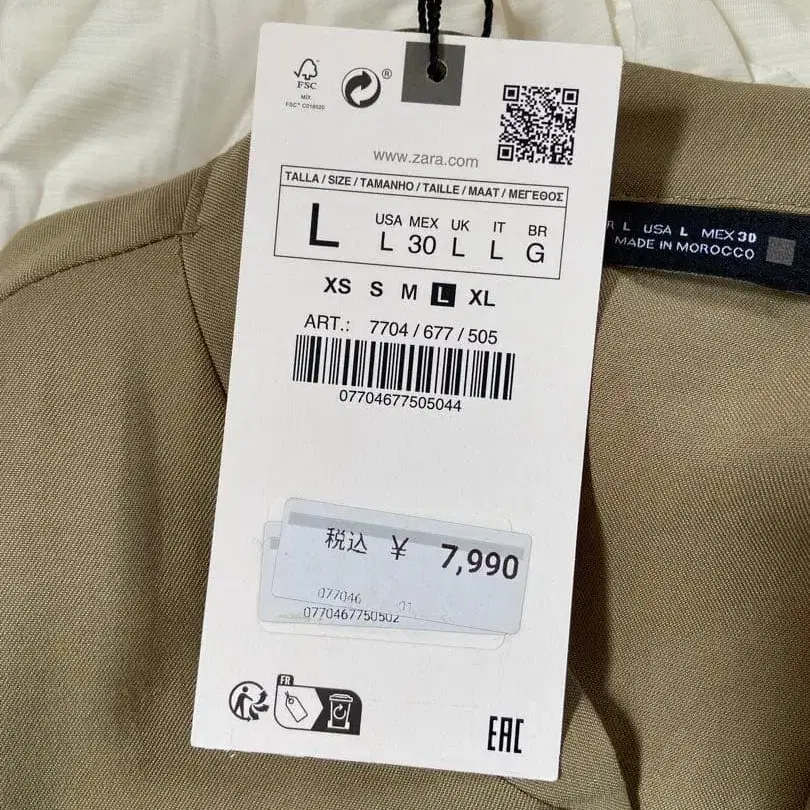 FSC
MIX
FSC™ C019520
®
www.zara.com
TALLA / SIZE / TAMANHO / TAILLE / MAAT / ΜΕΓΕΘΟΣ
L
USA MEX UK IT BR
L 30 L L G
XS S M L XL
ART.: 7704 / 677 / 505
07704677505044
税込 ¥ 7,990
077046
0770467750502
FR
EAC
R L USA L MEX 30
MADE IN MOROCCO